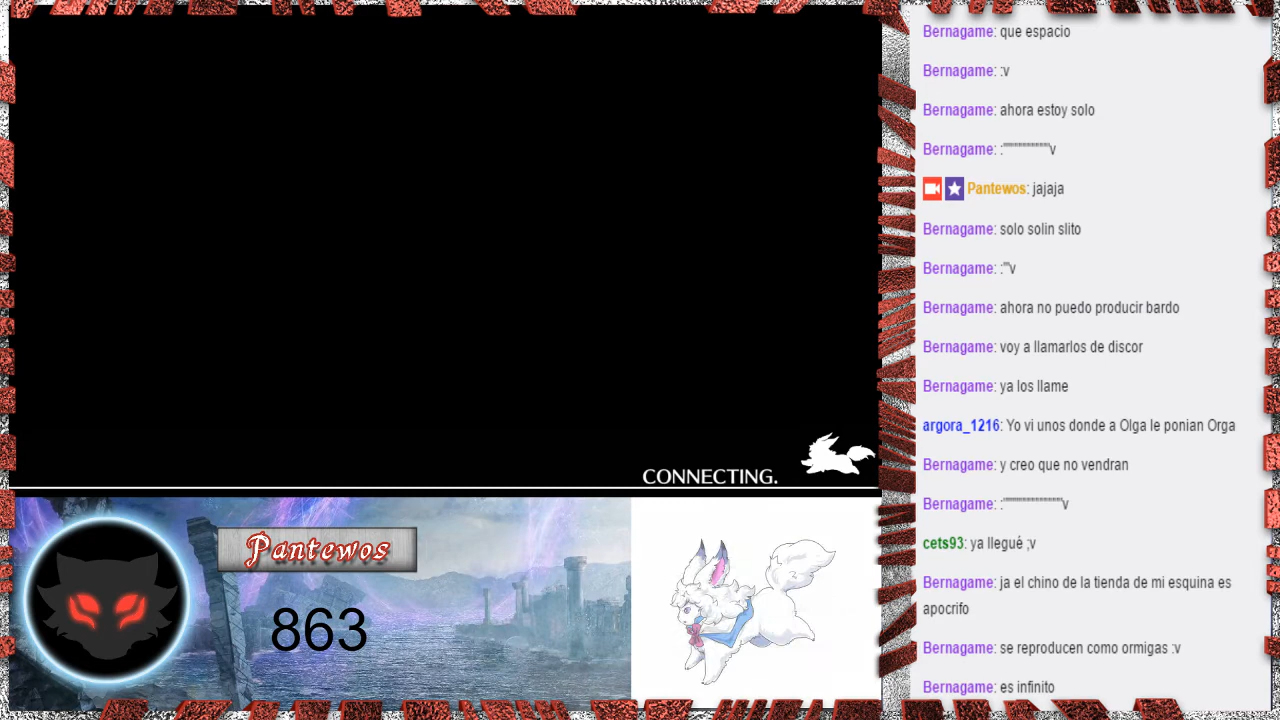 CONNECTING.
Pantewos
863
Bernagame: que espacio
Bernagame: :v
Bernagame: ahora estoy solo
Bernagame: :'''''''''''''''''''''''''v
Pantewos: jajaja
Bernagame: solo solin slito
Bernagame: :'''v
Bernagame: ahora no puedo producir bardo
Bernagame: voy a llamarlos de discor
Bernagame: ya los llame
argora_1216: Yo vi unos donde a Olga le ponian Orga
Bernagame: y creo que no vendran
Bernagame: :'''''''''''''''''''''''''''''''v
cets93: ya llegué ;v
Bernagame: ja el chino de la tienda de mi esquina es
apocrifo
Bernagame: se reproducen como ormigas :v
Bernagame: es infinito